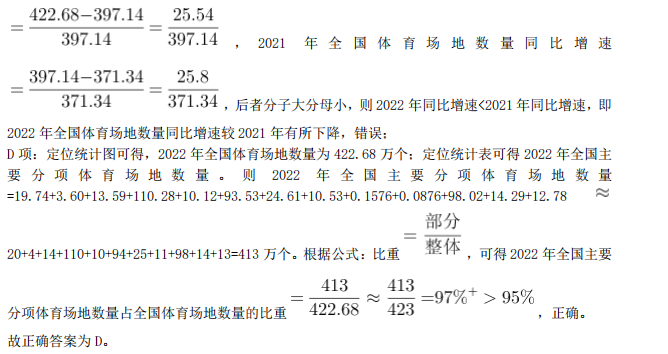 =(422.68−397.14)/397.14=25.54/397.14，2021 年全国体育场地数量同比增速
=(397.14−371.34)/371.34=25.8/371.34，后者分子大分母小，则 2022 年同比增速<2021 年同比增速，即
2022 年全国体育场地数量同比增速较 2021 年有所下降，错误；
D 项：定位统计图可得，2022 年全国体育场地数量为 422.68 万个；定位统计表可得 2022 年全国主
要分项体育场地数量。则 2022 年全国主要分项体育场地数量
=19.74+3.60+13.59+110.28+10.12+93.53+24.61+10.53+0.1576+0.0876+98.02+14.29+12.78 ≈
20+4+14+110+10+94+25+11+98+14+13=413 万个。根据公式：比重=部分/整体，可得 2022 年全国主要
分项体育场地数量占全国体育场地数量的比重=413/422.68≈413/423=97%⁺＞95%，正确。
故正确答案为 D。